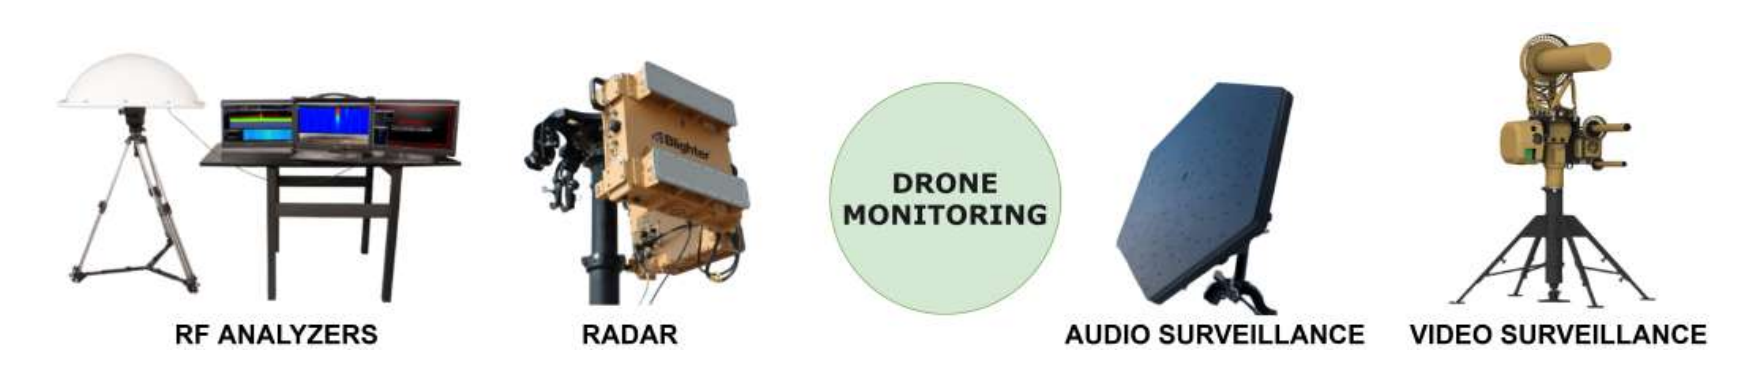 Blighter
DRONE
MONITORING
RF ANALYZERS
RADAR
AUDIO SURVEILLANCE
VIDEO SURVEILLANCE